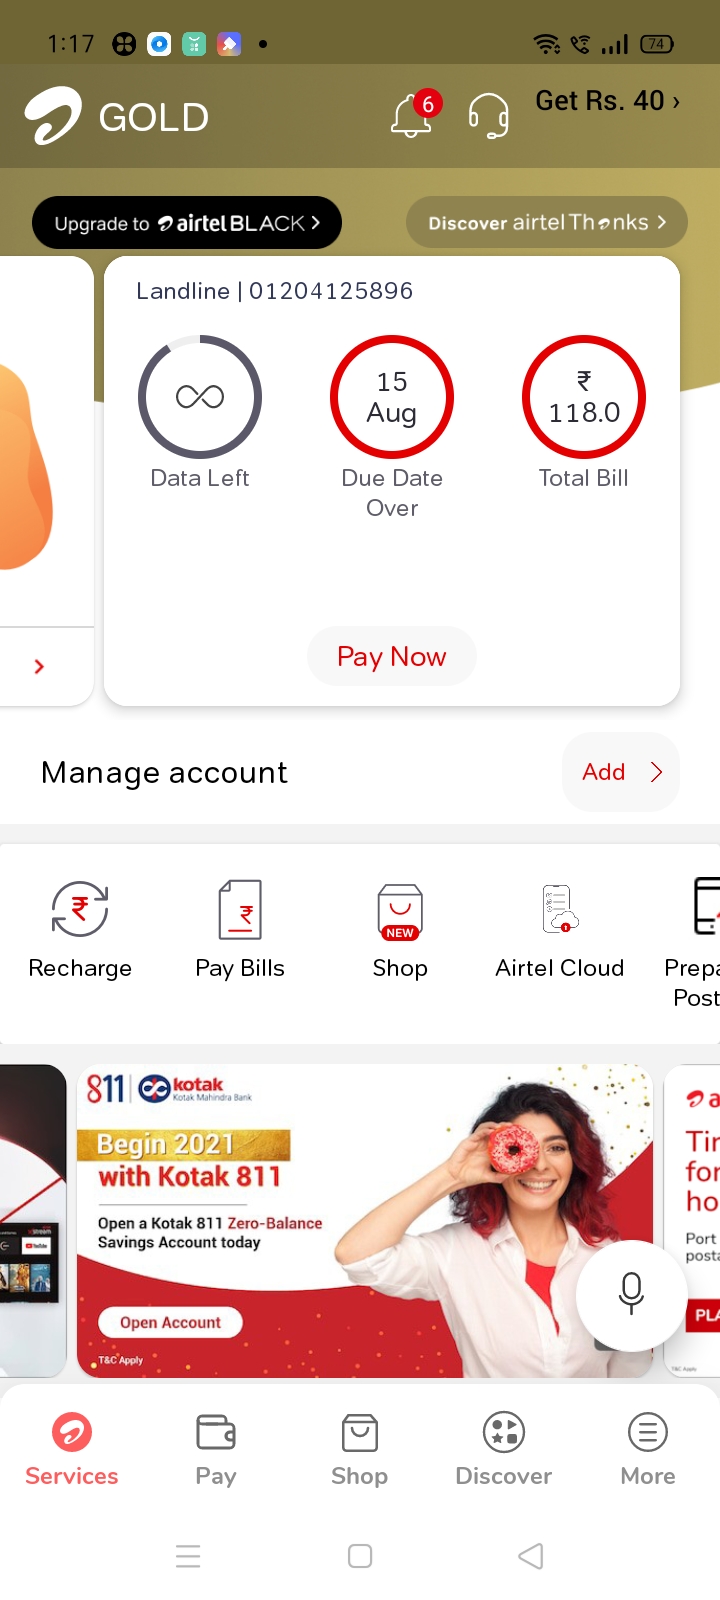 1:17
74
GOLD
6
Get Rs. 40 ›
Upgrade to airtel BLACK >
Discover airtel Thanks >
Landline | 01204125896
15
Aug
₹
118.0
Data Left
Due Date
Over
Total Bill
Pay Now
Manage account
Add
NEW
Recharge
Pay Bills
Shop
Airtel Cloud
Prepa
Post
811 kotak
Kotak Mahindra Bank
Begin 2021
with Kotak 811
Open a Kotak 811 Zero-Balance
Savings Account today
Open Account
T&C Apply
YouTube
a
Tir
for
ho
Port
posta
PLA
T&C Apply
Services
Pay
Shop
Discover
More